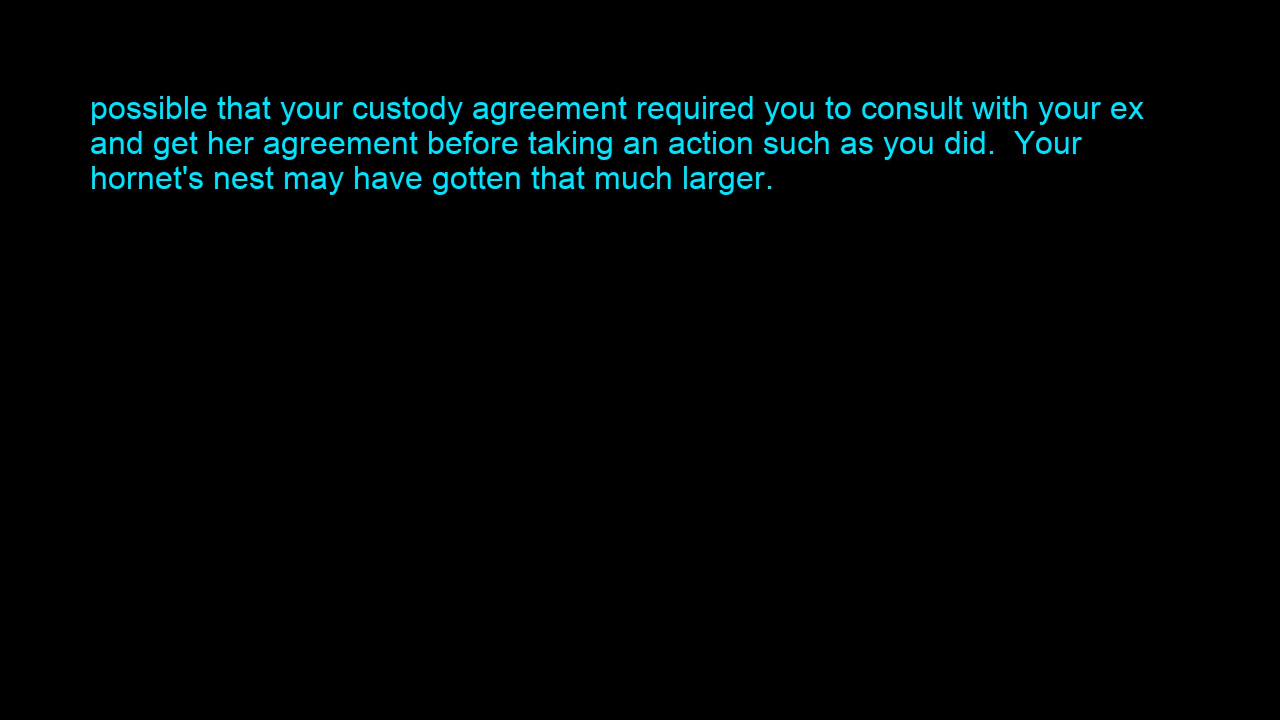 possible that your custody agreement required you to consult with your ex
and get her agreement before taking an action such as you did.  Your
hornet's nest may have gotten that much larger.